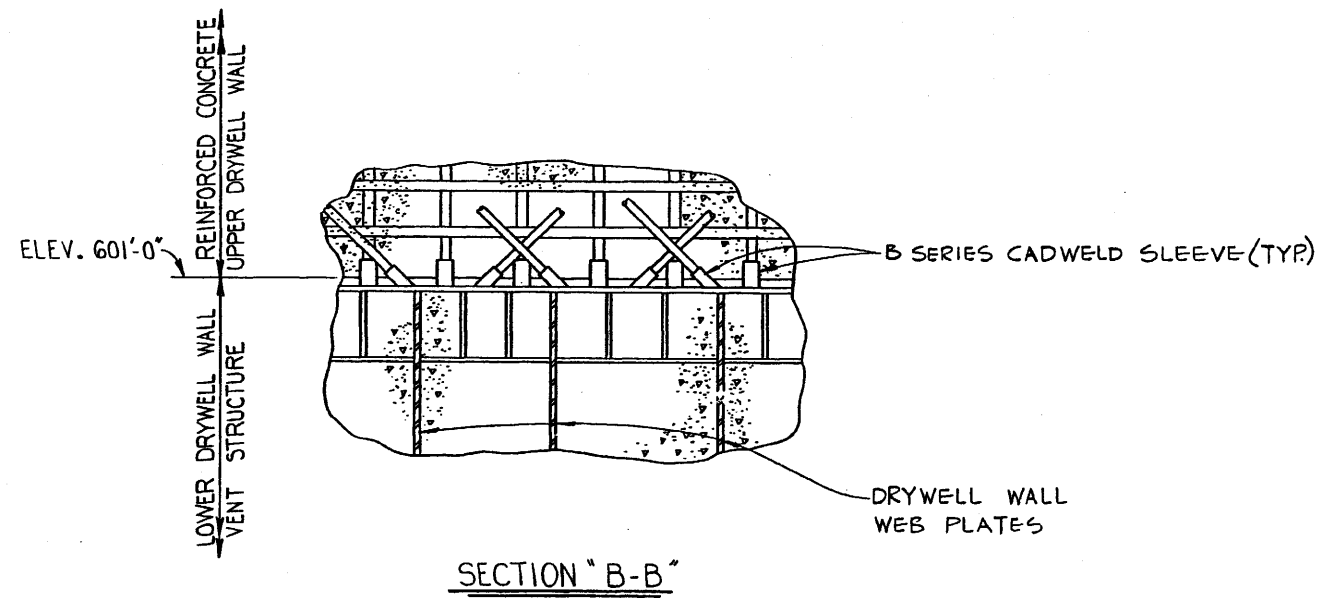 REINFORCED CONCRETE
UPPER DRYWELL WALL
ELEV. 601'-0"
LOWER DRYWELL WALL
VENT STRUCTURE
B SERIES CADWELD SLEEVE (TYP.)
DRYWELL WALL
WEB PLATES
SECTION "B-B"